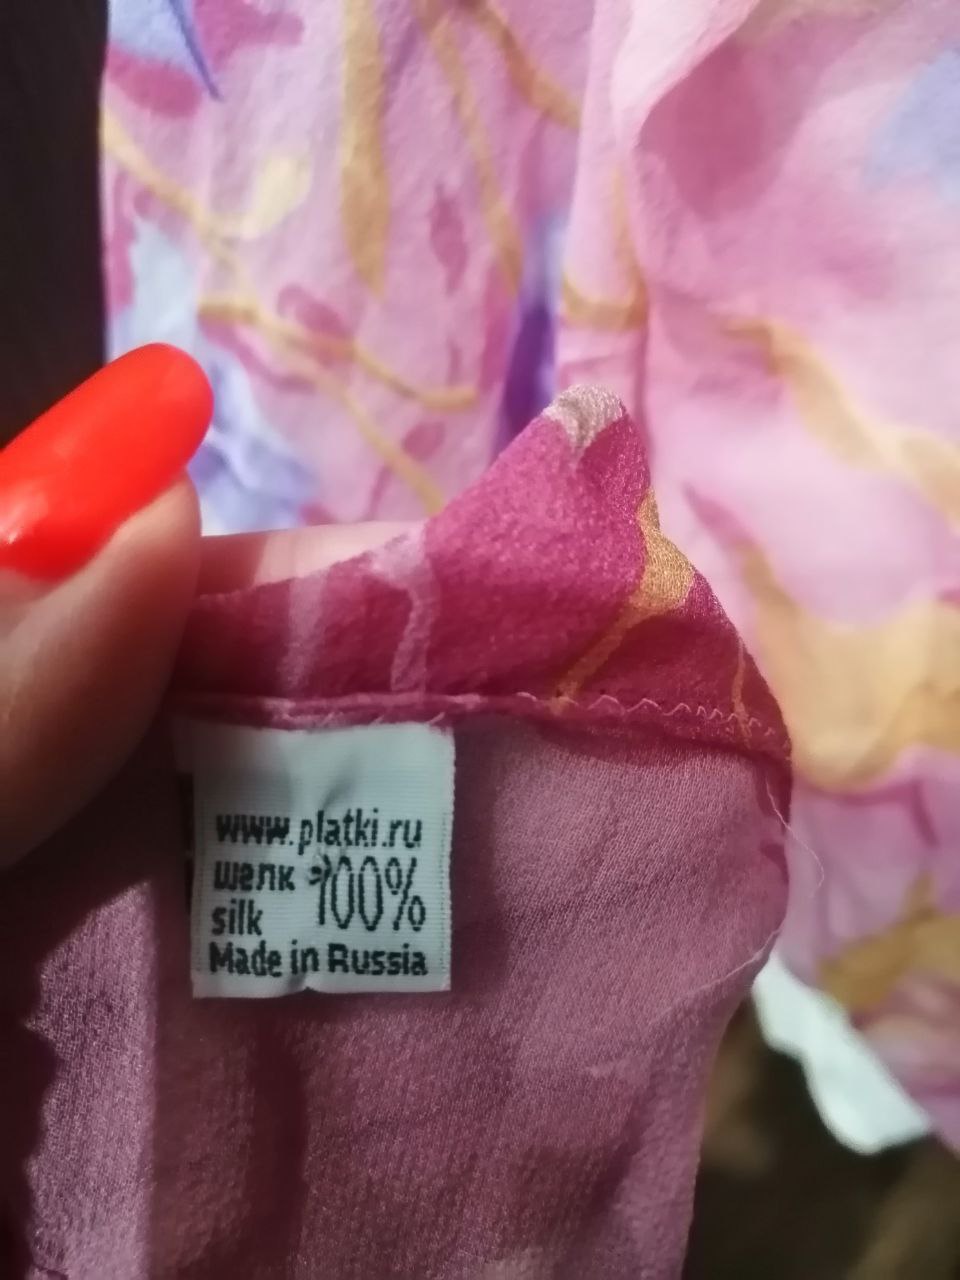 www.platki.ru
шелк 100%
silk
Made in Russia